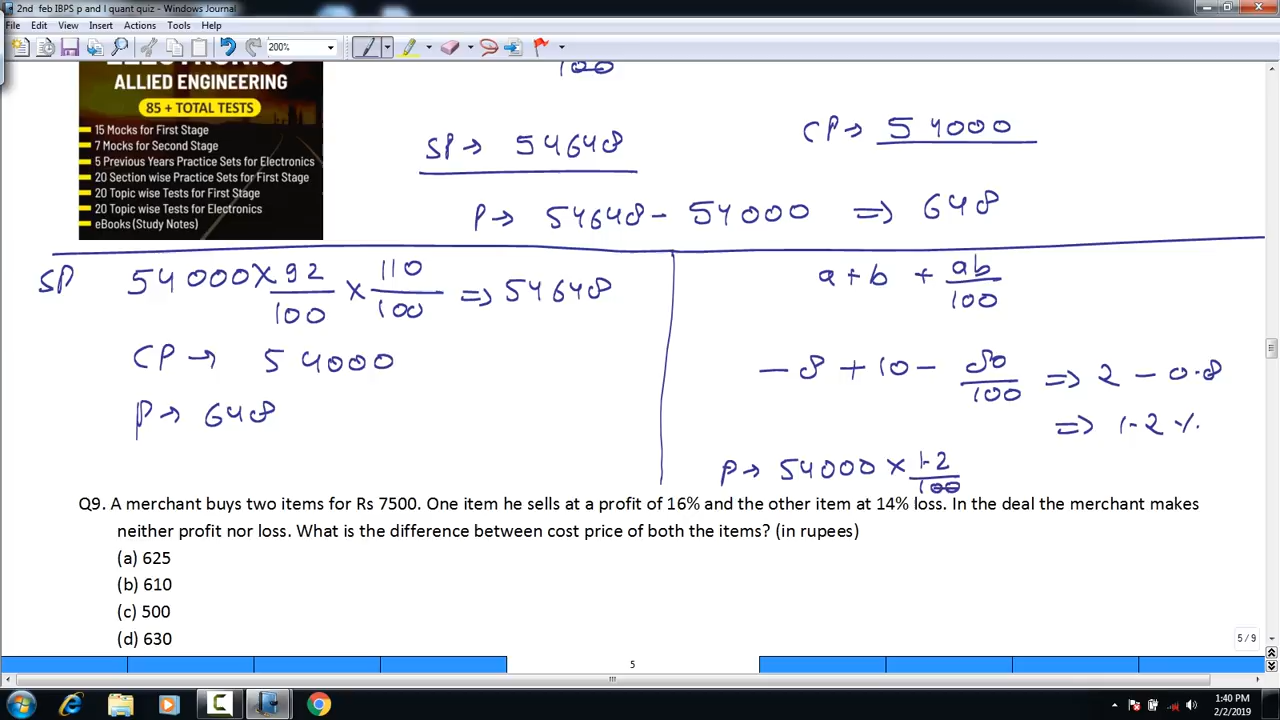 2nd feb IBPS p and l quant quiz - Windows Journal
File Edit View Insert Actions Tools Help
200%
ALLIED ENGINEERING
85 + TOTAL TESTS
15 Mocks for First Stage
7 Mocks for Second Stage
5 Previous Years Practice Sets for Electronics
20 Section wise Practice Sets for First Stage
20 Topic wise Tests for First Stage
20 Topic wise Tests for Electronics
eBooks (Study Notes)
100
SP → 54648
CP → 54000
P → 54648 - 54000 ⇒ 648
SP 54000 × 92/100 × 110/100 ⇒ 54648
CP → 54000
P → 648
a + b + ab/100
- 8 + 10 - 80/100 ⇒ 2 - 0.8
⇒ 1.2 %
P → 54000 × 1.2/100
Q9. A merchant buys two items for Rs 7500. One item he sells at a profit of 16% and the other item at 14% loss. In the deal the merchant makes
neither profit nor loss. What is the difference between cost price of both the items? (in rupees)
(a) 625
(b) 610
(c) 500
(d) 630
5 / 9
5
1:40 PM
2/2/2019